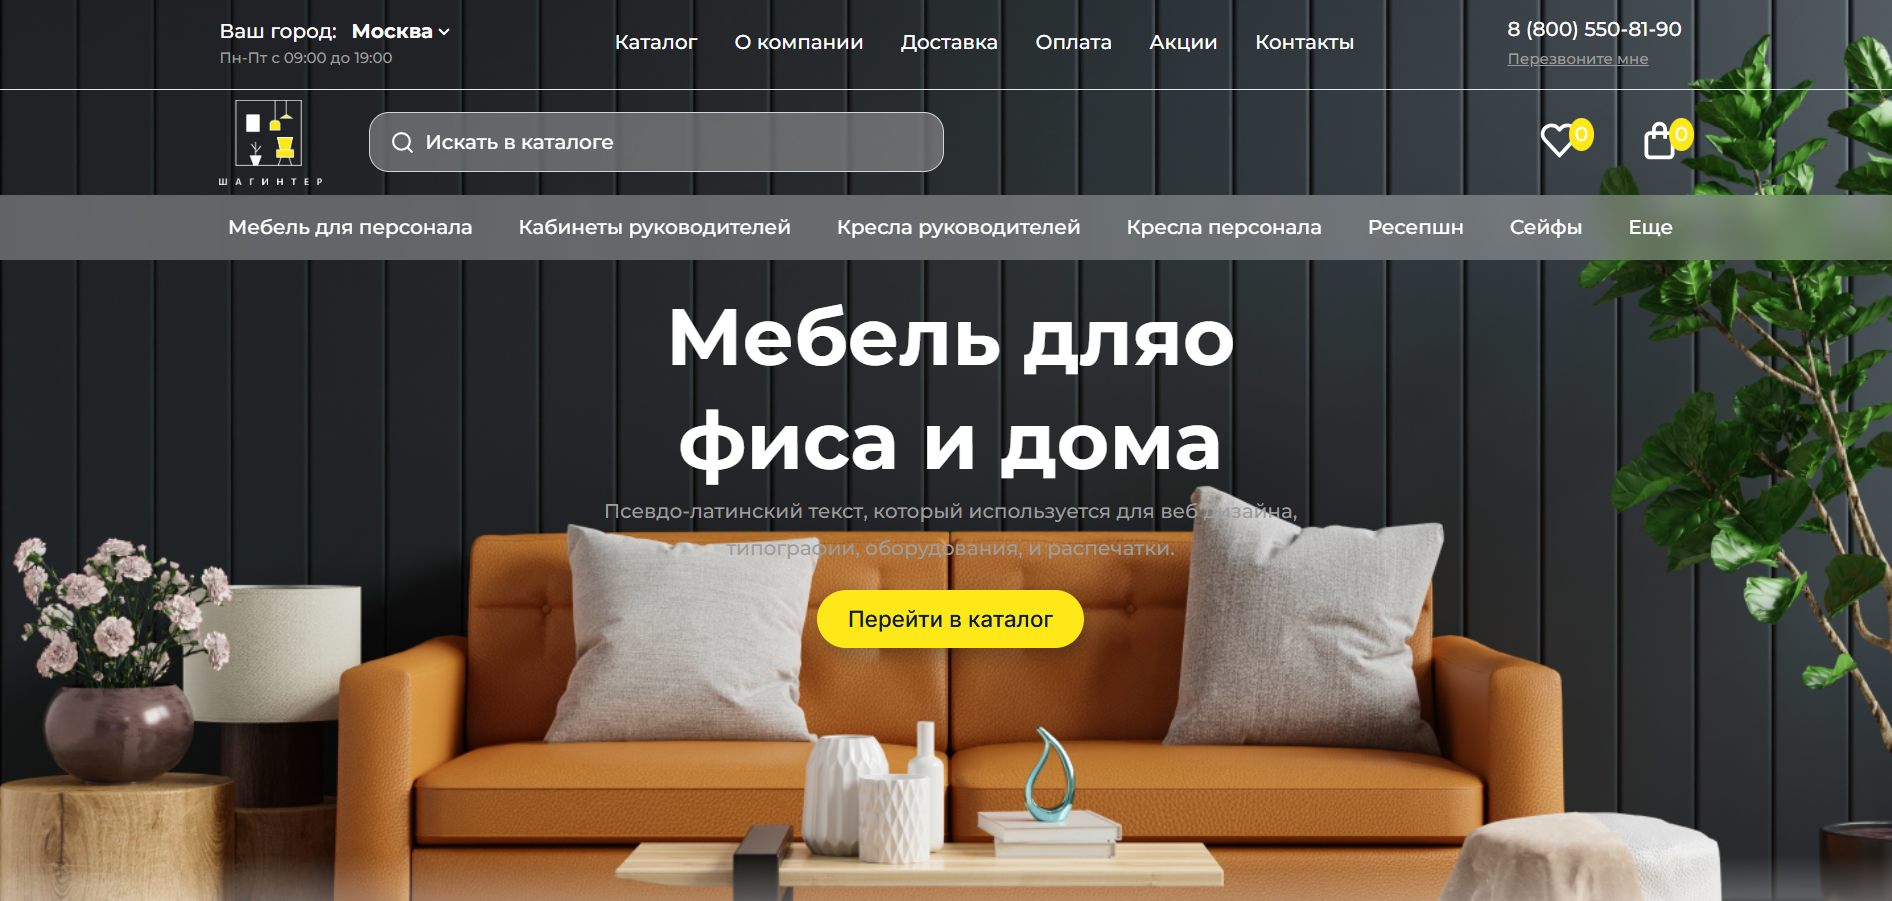 Ваш город: Москва
Пн-Пт с 09:00 до 19:00
Каталог О компании Доставка Оплата Акции Контакты
8 (800) 550-81-90
Перезвоните мне
ШАГИНТЕР
Искать в каталоге
0
0
Мебель для персонала Кабинеты руководителей Кресла руководителей Кресла персонала Ресепшн Сейфы Еще
Мебель дляо
фиса и дома
Псевдо-латинский текст, который используется для веб дизайна,
типографии, оборудования, и распечатки.
Перейти в каталог